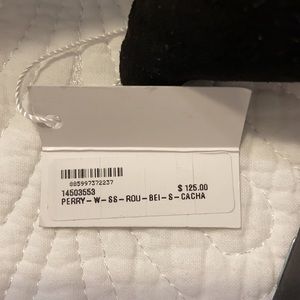 885997372237
14503553 $ 125.00
PERRY-W-SS-ROU-BEI-S-CACHA